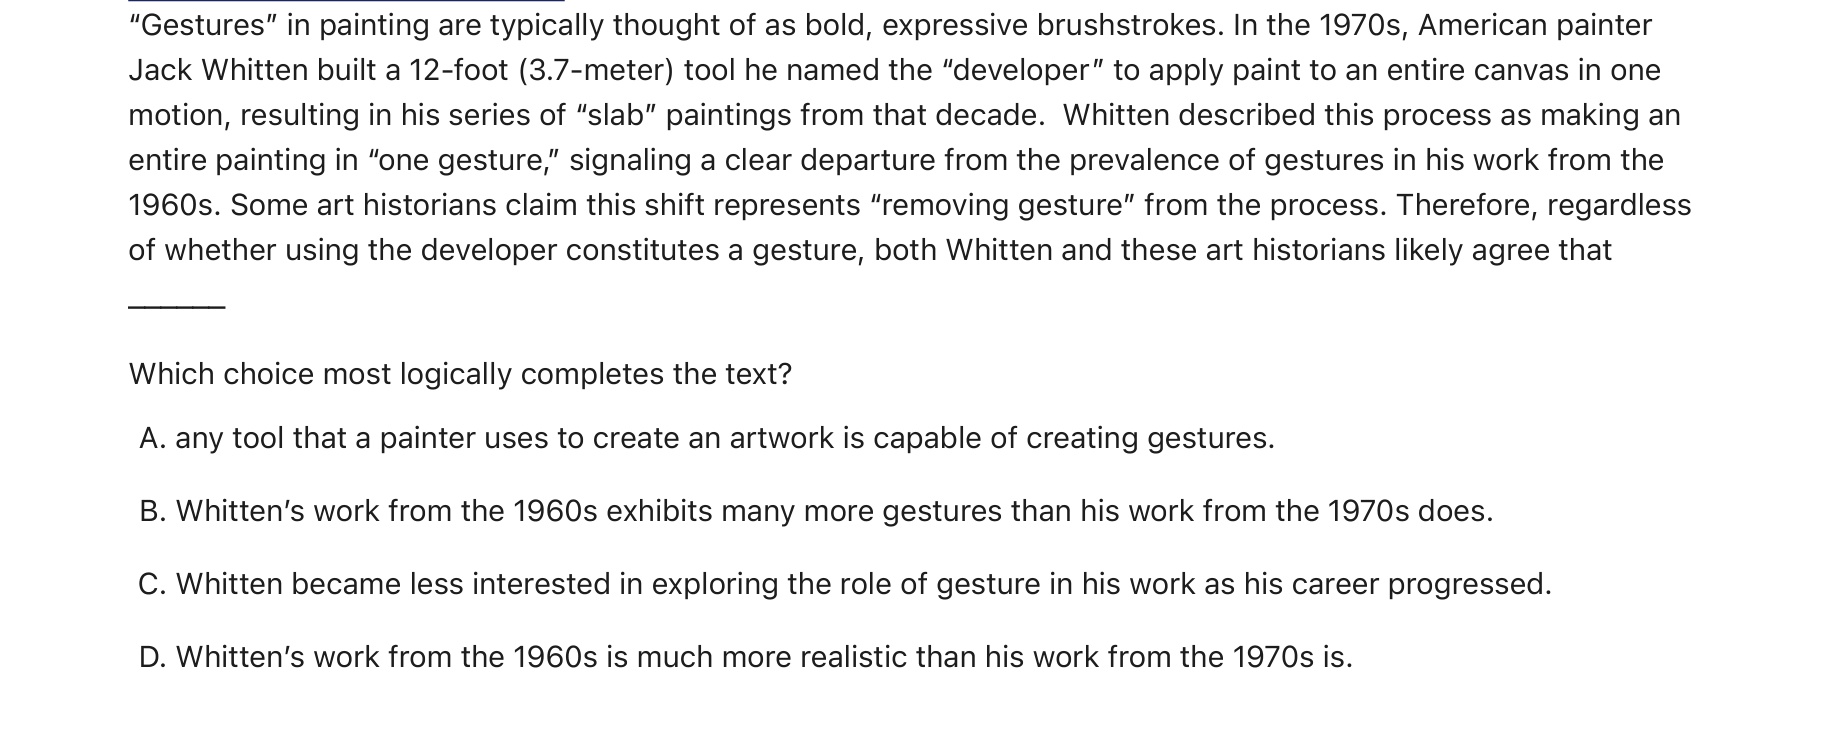 “Gestures” in painting are typically thought of as bold, expressive brushstrokes. In the 1970s, American painter
Jack Whitten built a 12-foot (3.7-meter) tool he named the “developer” to apply paint to an entire canvas in one
motion, resulting in his series of “slab” paintings from that decade.  Whitten described this process as making an
entire painting in “one gesture,” signaling a clear departure from the prevalence of gestures in his work from the
1960s. Some art historians claim this shift represents “removing gesture” from the process. Therefore, regardless
of whether using the developer constitutes a gesture, both Whitten and these art historians likely agree that
______
Which choice most logically completes the text?
A. any tool that a painter uses to create an artwork is capable of creating gestures.
B. Whitten’s work from the 1960s exhibits many more gestures than his work from the 1970s does.
C. Whitten became less interested in exploring the role of gesture in his work as his career progressed.
D. Whitten’s work from the 1960s is much more realistic than his work from the 1970s is.